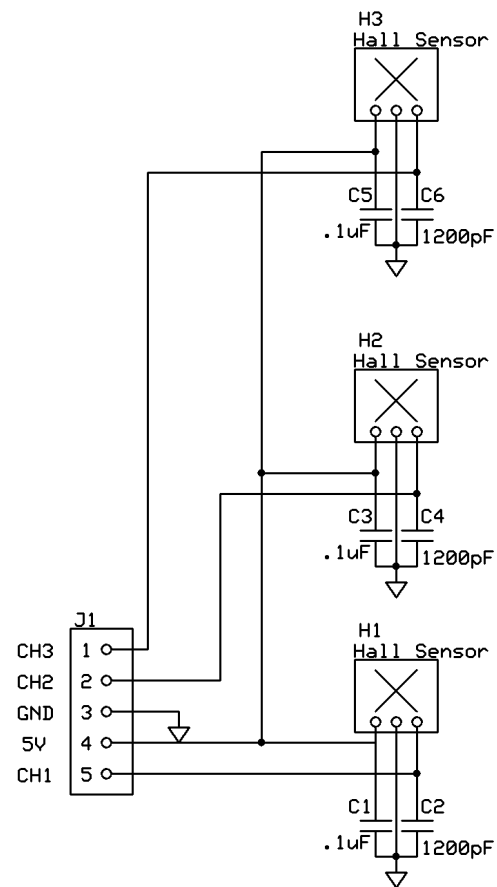 H3
Hall Sensor
C5
C6
.1uF
1200pF
H2
Hall Sensor
C3
C4
.1uF
1200pF
J1
CH3
1
CH2
2
GND
3
5V
4
CH1
5
H1
Hall Sensor
C1
C2
.1uF
1200pF